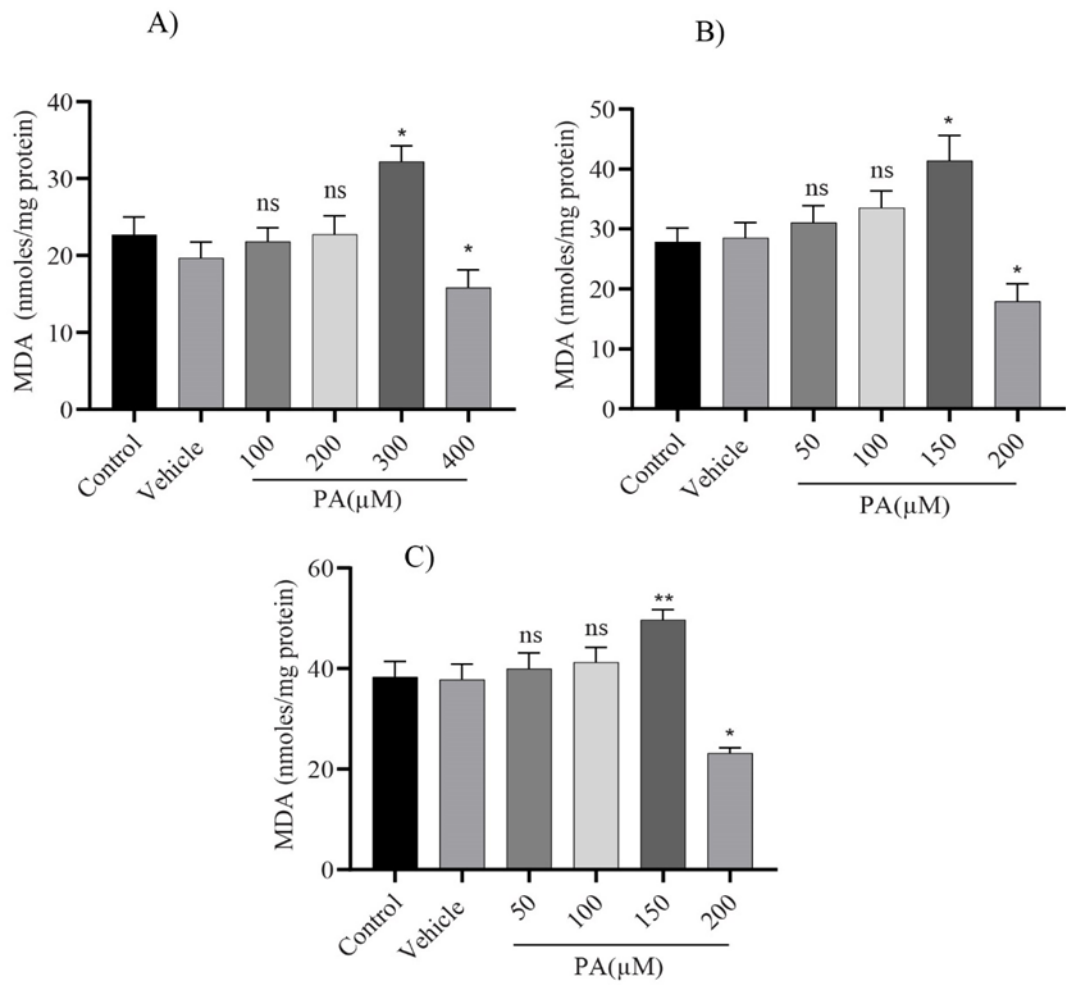 A)
MDA (nmoles/mg protein)
40
30
20
10
0
ns
ns
*
*
Control
Vehicle
100
200
300
400
PA(µM)
B)
MDA (nmoles/mg protein)
50
40
30
20
10
0
ns
ns
*
*
Control
Vehicle
50
100
150
200
PA(µM)
C)
MDA (nmoles/mg protein)
60
40
20
0
ns
ns
**
*
Control
Vehicle
50
100
150
200
PA(µM)